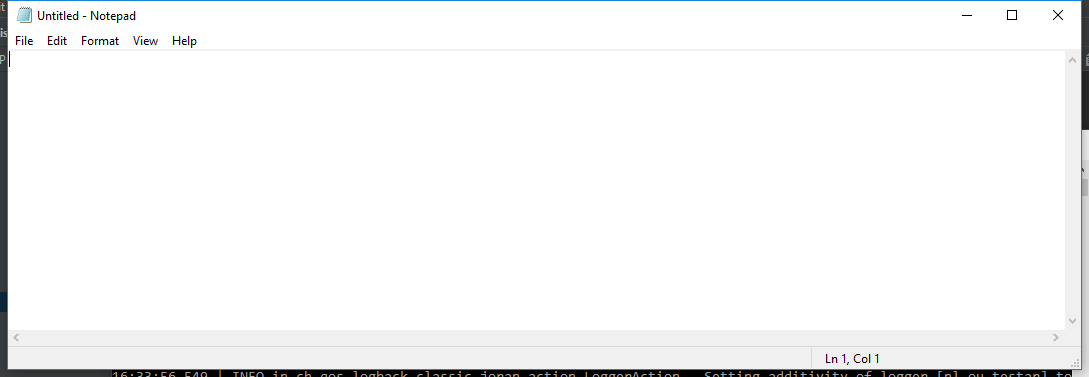 Untitled - Notepad
File Edit Format View Help
Ln 1, Col 1
16:33:56.549 | INFO in ch.qos.logback.classic.joran.action.LoggerAction - Setting additivity of logger [nl.ou.testar] to